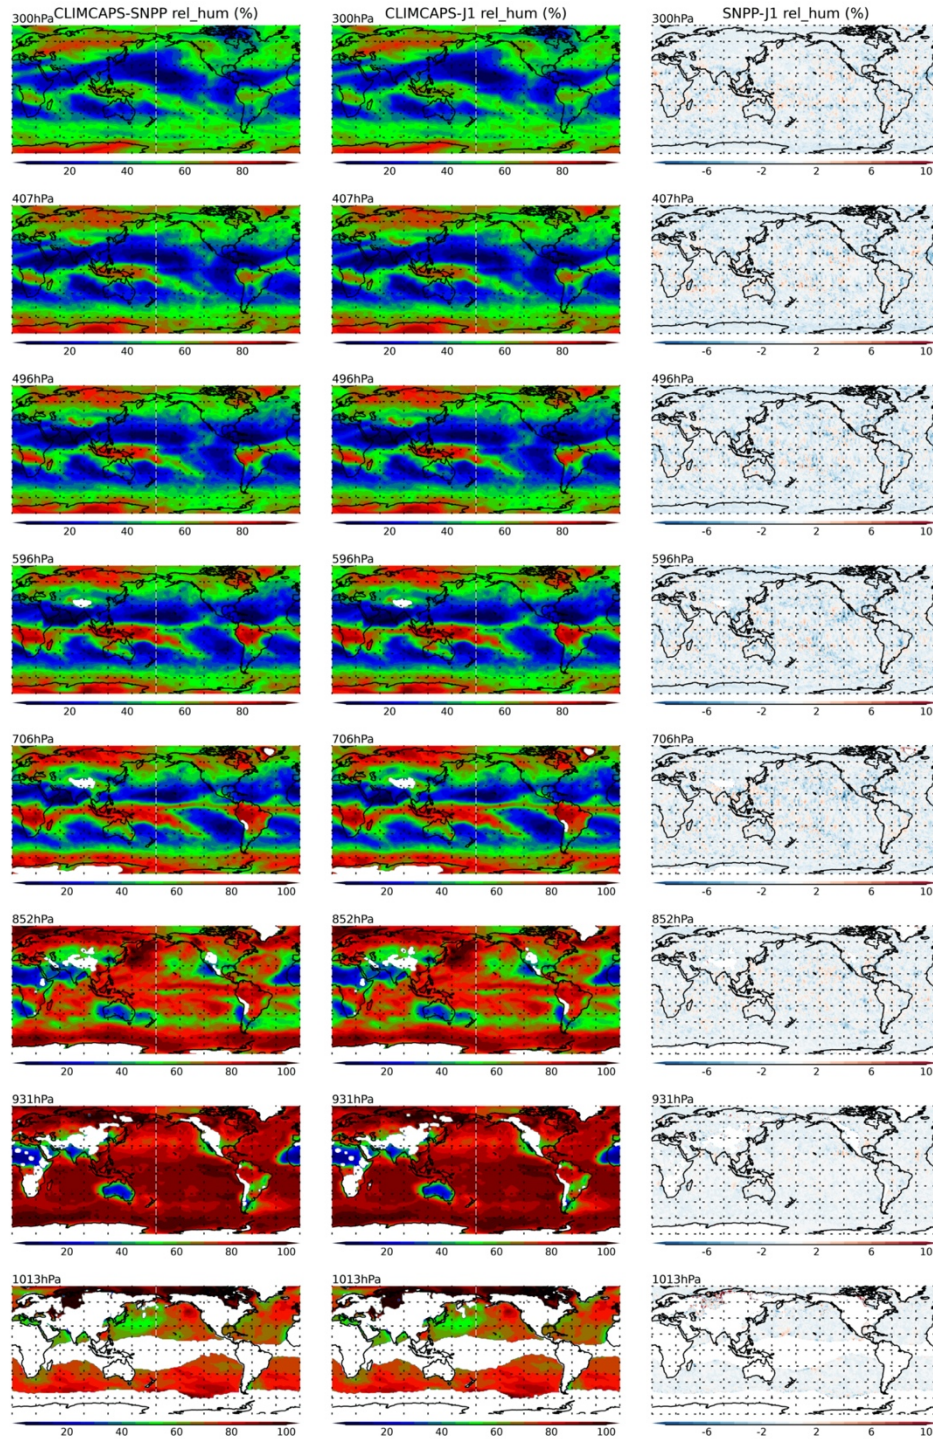 CLIMCAPS-SNPP rel_hum (%) CLIMCAPS-J1 rel_hum (%) SNPP-J1 rel_hum (%)
300hPa 300hPa 300hPa
20 40 60 80 20 40 60 80 -6 -2 2 6 10
407hPa 407hPa 407hPa
20 40 60 80 20 40 60 80 -6 -2 2 6 10
496hPa 496hPa 496hPa
20 40 60 80 20 40 60 80 -6 -2 2 6 10
596hPa 596hPa 596hPa
20 40 60 80 20 40 60 80 -6 -2 2 6 10
706hPa 706hPa 706hPa
20 40 60 80 100 20 40 60 80 100 -6 -2 2 6 10
852hPa 852hPa 852hPa
20 40 60 80 100 20 40 60 80 100 -6 -2 2 6 10
931hPa 931hPa 931hPa
20 40 60 80 100 20 40 60 80 100 -6 -2 2 6 10
1013hPa 1013hPa 1013hPa
20 40 60 80 100 20 40 60 80 100 -6 -2 2 6 10